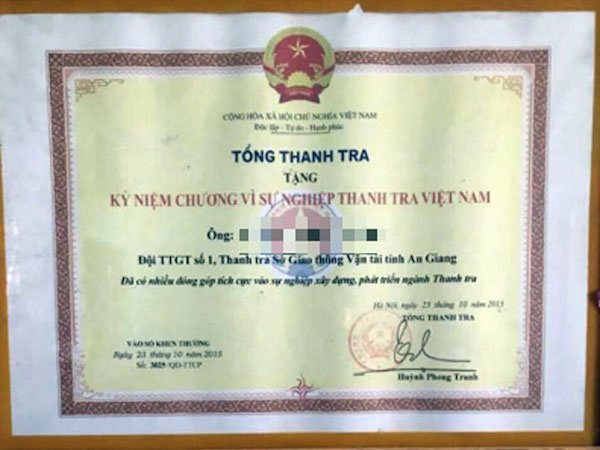 CỘNG HÒA XÃ HỘI CHỦ NGHĨA VIỆT NAM
Độc lập - Tự do - Hạnh phúc
TỔNG THANH TRA
TẶNG
KỶ NIỆM CHƯƠNG VÌ SỰ NGHIỆP THANH TRA VIỆT NAM
Ông:
Đội TTGT số 1, Thanh tra Sở Giao thông Vận tải tỉnh An Giang
Đã có nhiều đóng góp tích cực vào sự nghiệp xây dựng, phát triển ngành Thanh tra
Hà Nội, ngày 23 tháng 10 năm 2015
TỔNG THANH TRA
VÀO SỔ KHEN THƯỞNG
Ngày 23 tháng 10 năm 2015
Số: 3025 /QĐ-TTCP
Huỳnh Phong Tranh